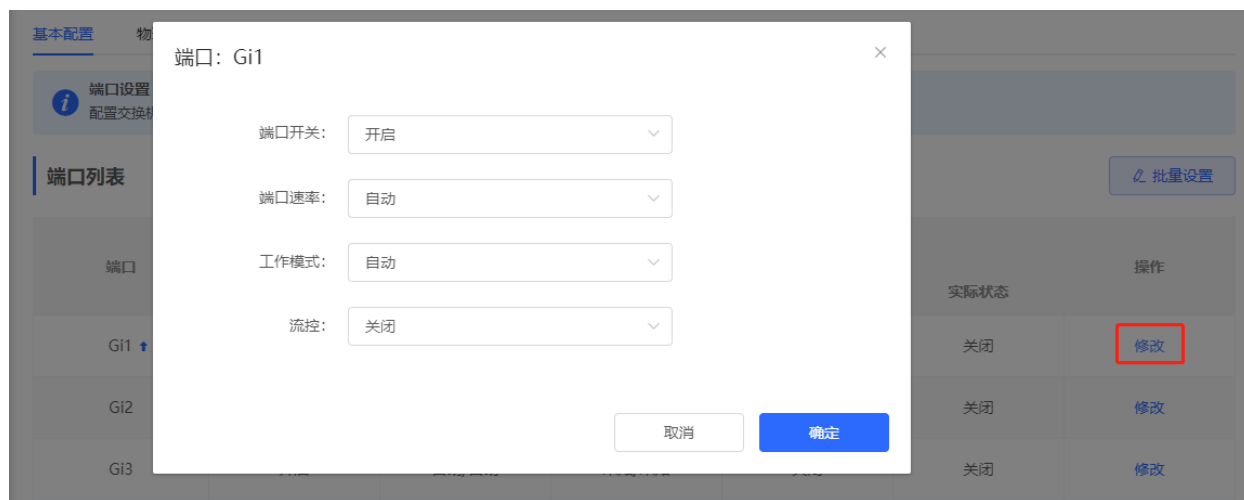 基本配置 物
端口：Gi1
端口设置
配置交换机
端口开关： 开启
端口列表
批量设置
端口速率： 自动
工作模式： 自动
端口 操作
实际状态
流控： 关闭
Gi1 关闭 修改
Gi2 关闭 修改
取消 确定
Gi3 关闭 修改